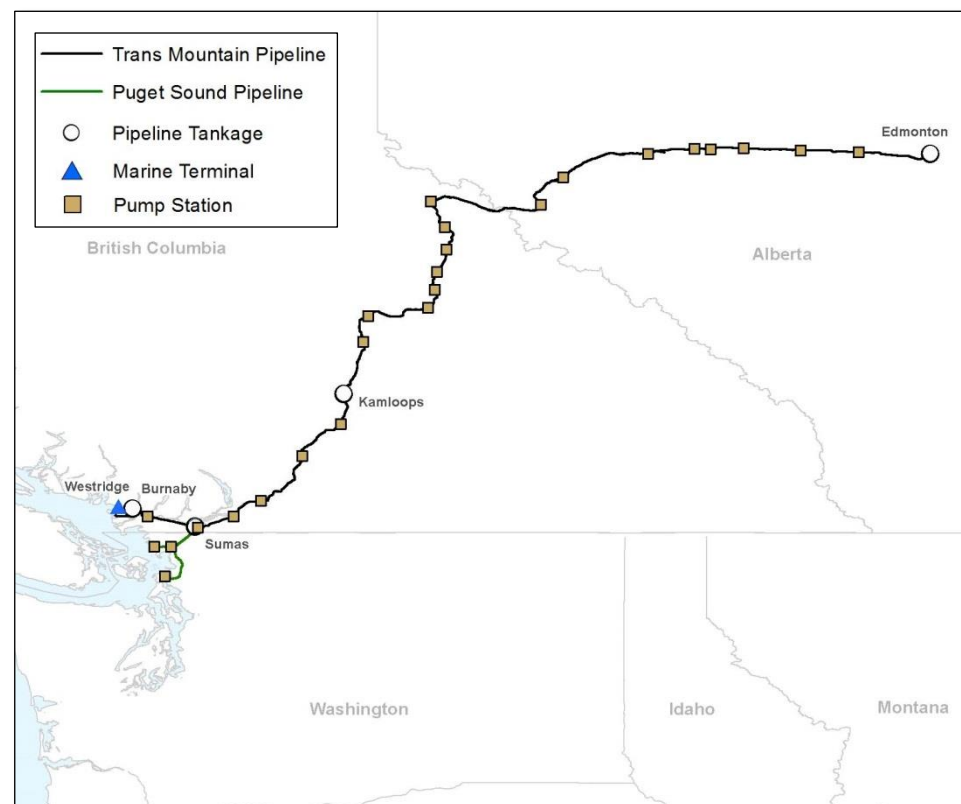 Trans Mountain Pipeline
Puget Sound Pipeline
Pipeline Tankage
Marine Terminal
Pump Station
Edmonton
British Columbia
Alberta
Kamloops
Westridge
Burnaby
Sumas
Washington
Idaho
Montana